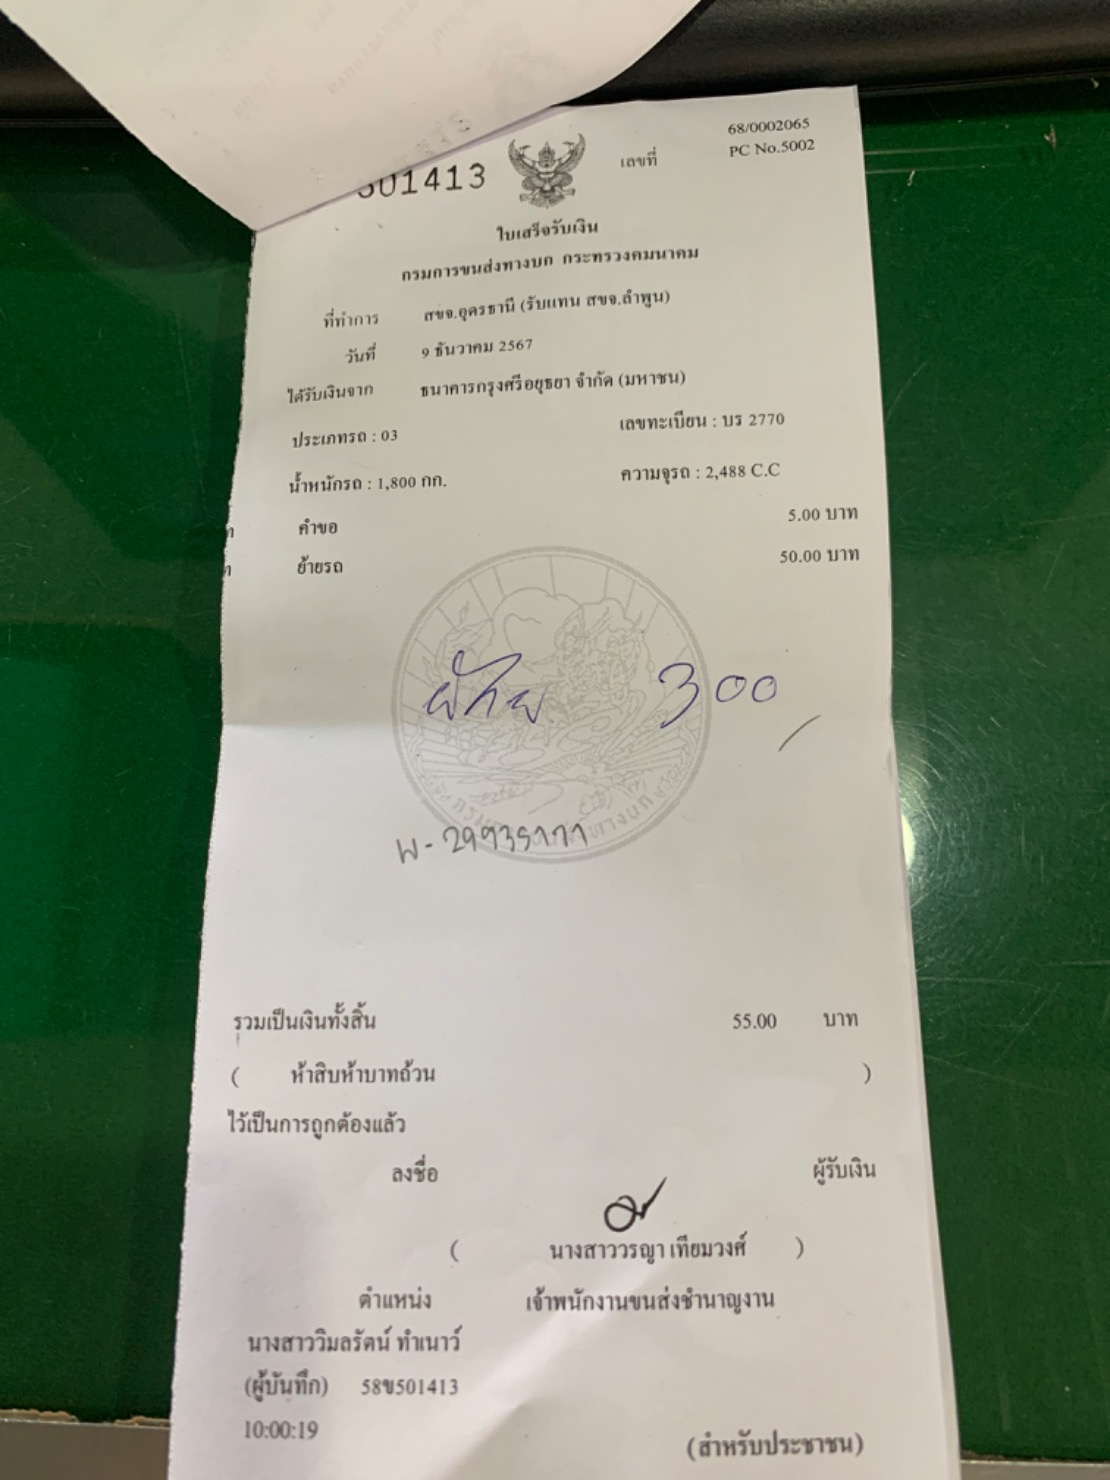 501413
เลขที่ 68/0002065
PC No.5002
ใบเสร็จรับเงิน
กรมการขนส่งทางบก กระทรวงคมนาคม
ที่ทำการ สขจ.อุดรธานี (รับแทน สขจ.ลำพูน)
วันที่ 9 ธันวาคม 2567
ได้รับเงินจาก ธนาคารกรุงศรีอยุธยา จำกัด (มหาชน)
ประเภทรถ : 03 เลขทะเบียน : บร 2770
น้ำหนักรถ : 1,800 กก. ความจุรถ : 2,488 C.C
คำขอ 5.00 บาท
ย้ายรถ 50.00 บาท
300
รวมเป็นเงินทั้งสิ้น 55.00 บาท
( ห้าสิบห้าบาทถ้วน )
ไว้เป็นการถูกต้องแล้ว
ลงชื่อ ผู้รับเงิน
( นางสาววรญา เทียมวงศ์ )
ตำแหน่ง เจ้าพนักงานขนส่งชำนาญงาน
นางสาววิมลรัตน์ ทำเนาว์
(ผู้บันทึก) 58ข501413
10:00:19
(สำหรับประชาชน)